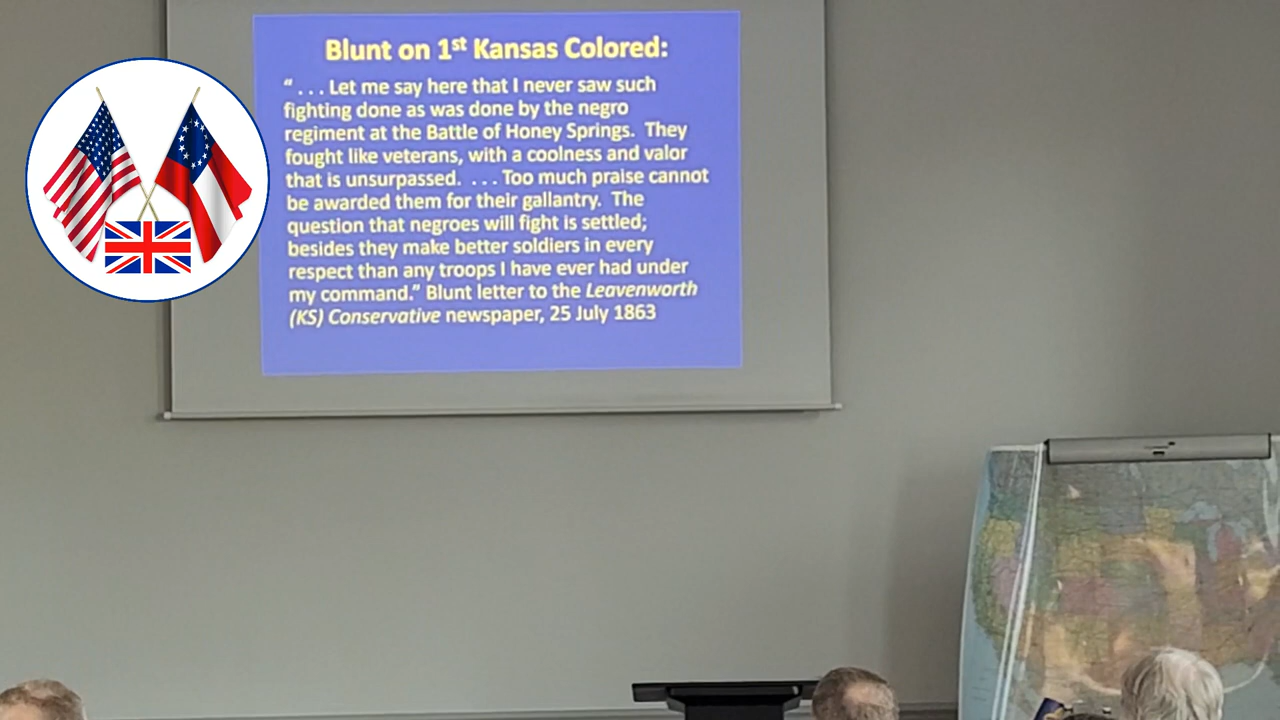 Blunt on 1st Kansas Colored:
“ . . . Let me say here that I never saw such
fighting done as was done by the negro
regiment at the Battle of Honey Springs. They
fought like veterans, with a coolness and valor
that is unsurpassed. . . . Too much praise cannot
be awarded them for their gallantry. The
question that negroes will fight is settled;
besides they make better soldiers in every
respect than any troops I have ever had under
my command.” Blunt letter to the Leavenworth
(KS) Conservative newspaper, 25 July 1863